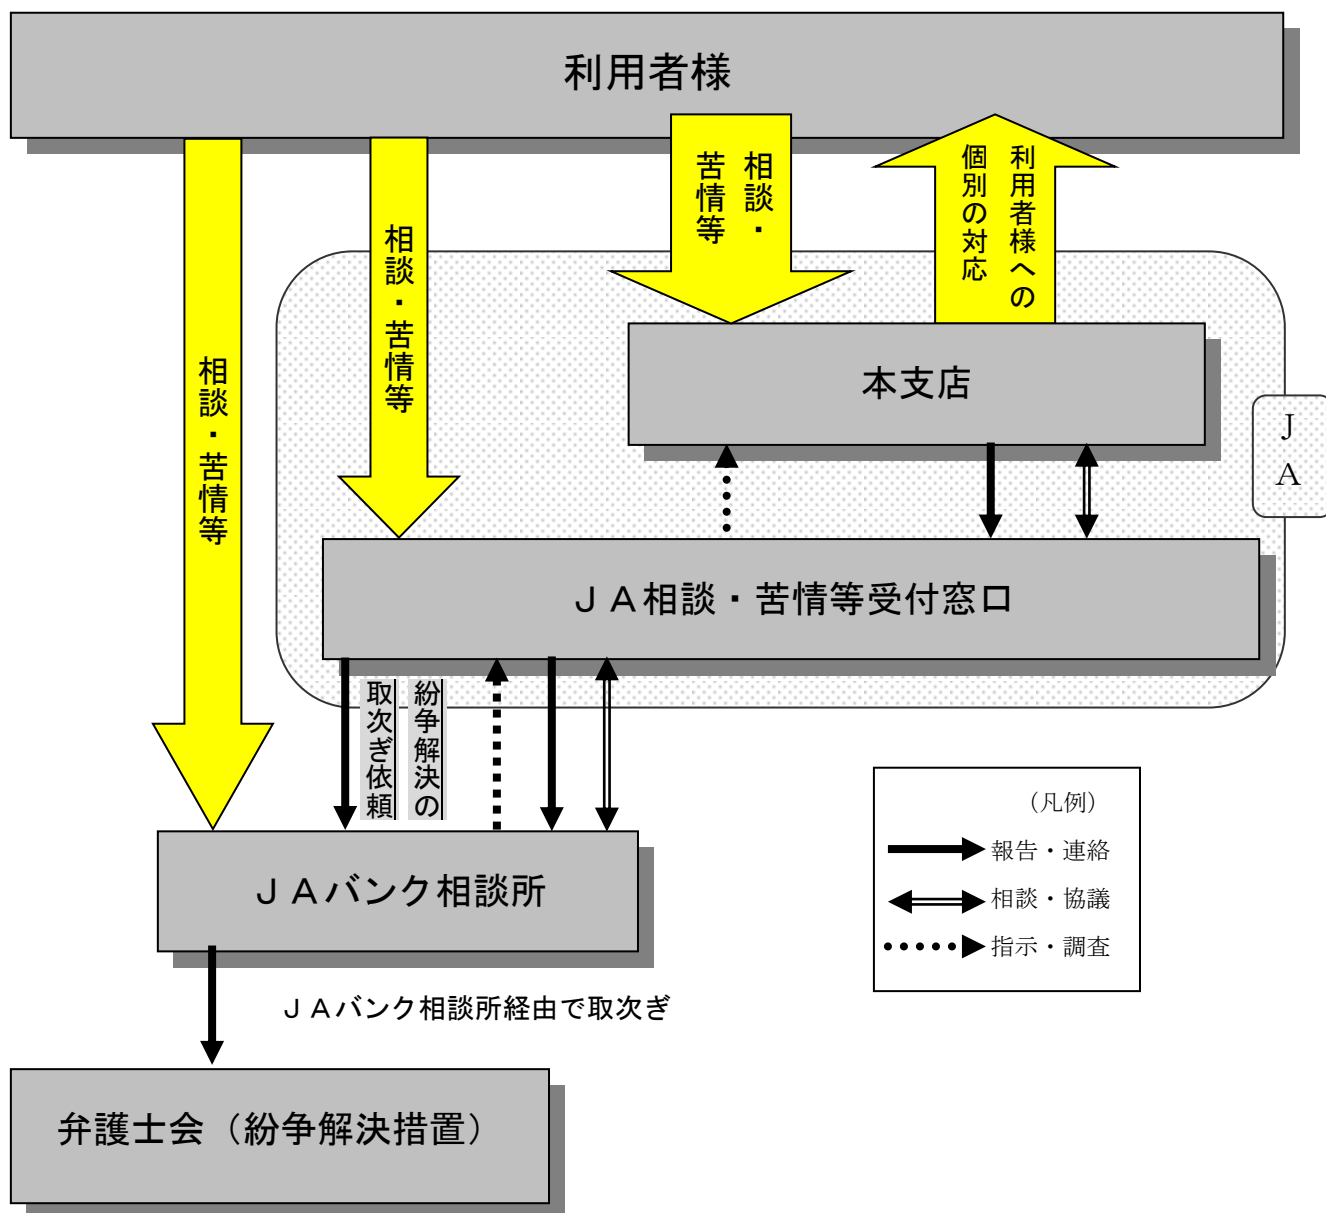 利用者様
相談・苦情等
相談・苦情等
相談・
苦情等
利用者様への
個別の対応
本支店
JA
ＪＡ相談・苦情等受付窓口
紛争解決の
取次ぎ依頼
ＪＡバンク相談所
（凡例）
報告・連絡
相談・協議
指示・調査
ＪＡバンク相談所経由で取次ぎ
弁護士会（紛争解決措置）